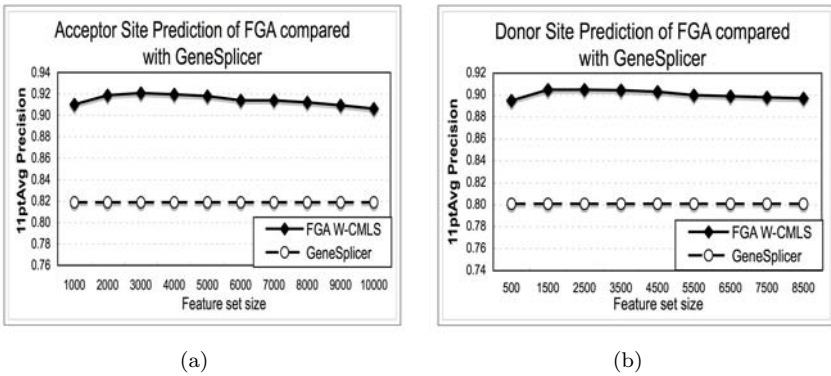 Acceptor Site Prediction of FGA compared
with GeneSplicer
11ptAvg Precision
0.94
0.92
0.90
0.88
0.86
0.84
0.82
0.80
0.78
0.76
FGA W-CMLS
GeneSplicer
1000 2000 3000 4000 5000 6000 7000 8000 9000 10000
Feature set size
(a)
Donor Site Prediction of FGA compared
with GeneSplicer
11ptAvg Precision
0.92
0.90
0.88
0.86
0.84
0.82
0.80
0.78
0.76
0.74
FGA W-CMLS
GeneSplicer
500 1500 2500 3500 4500 5500 6500 7500 8500
Feature set size
(b)